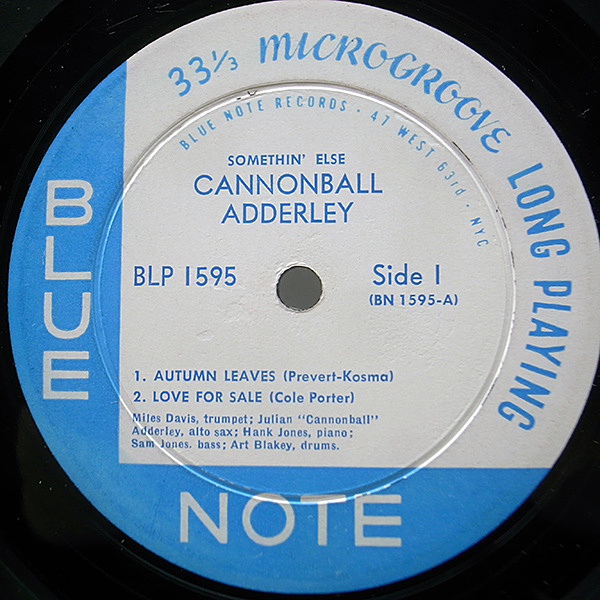 33⅓ MICROGROOVE LONG PLAYING
BLUE NOTE RECORDS · 47 WEST 63rd · NYC
SOMETHIN' ELSE
CANNONBALL
ADDERLEY
BLP 1595
Side 1
(BN 1595-A)
1. AUTUMN LEAVES (Prevert-Kosma)
2. LOVE FOR SALE (Cole Porter)
Miles Davis, trumpet; Julian "Cannonball"
Adderley, alto sax; Hank Jones, piano;
Sam Jones. bass; Art Blakey, drums.
BLUE
NOTE